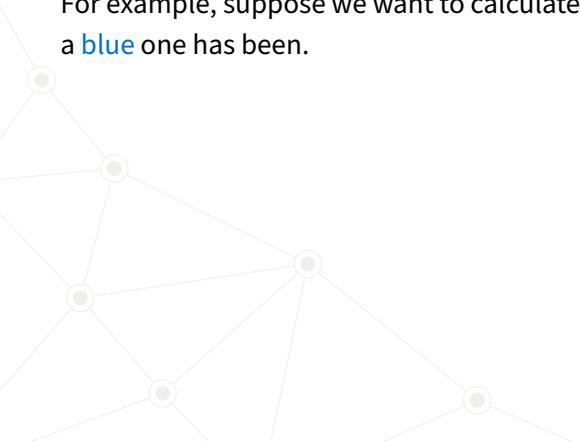 For example, suppose we want to calculate
a blue one has been.